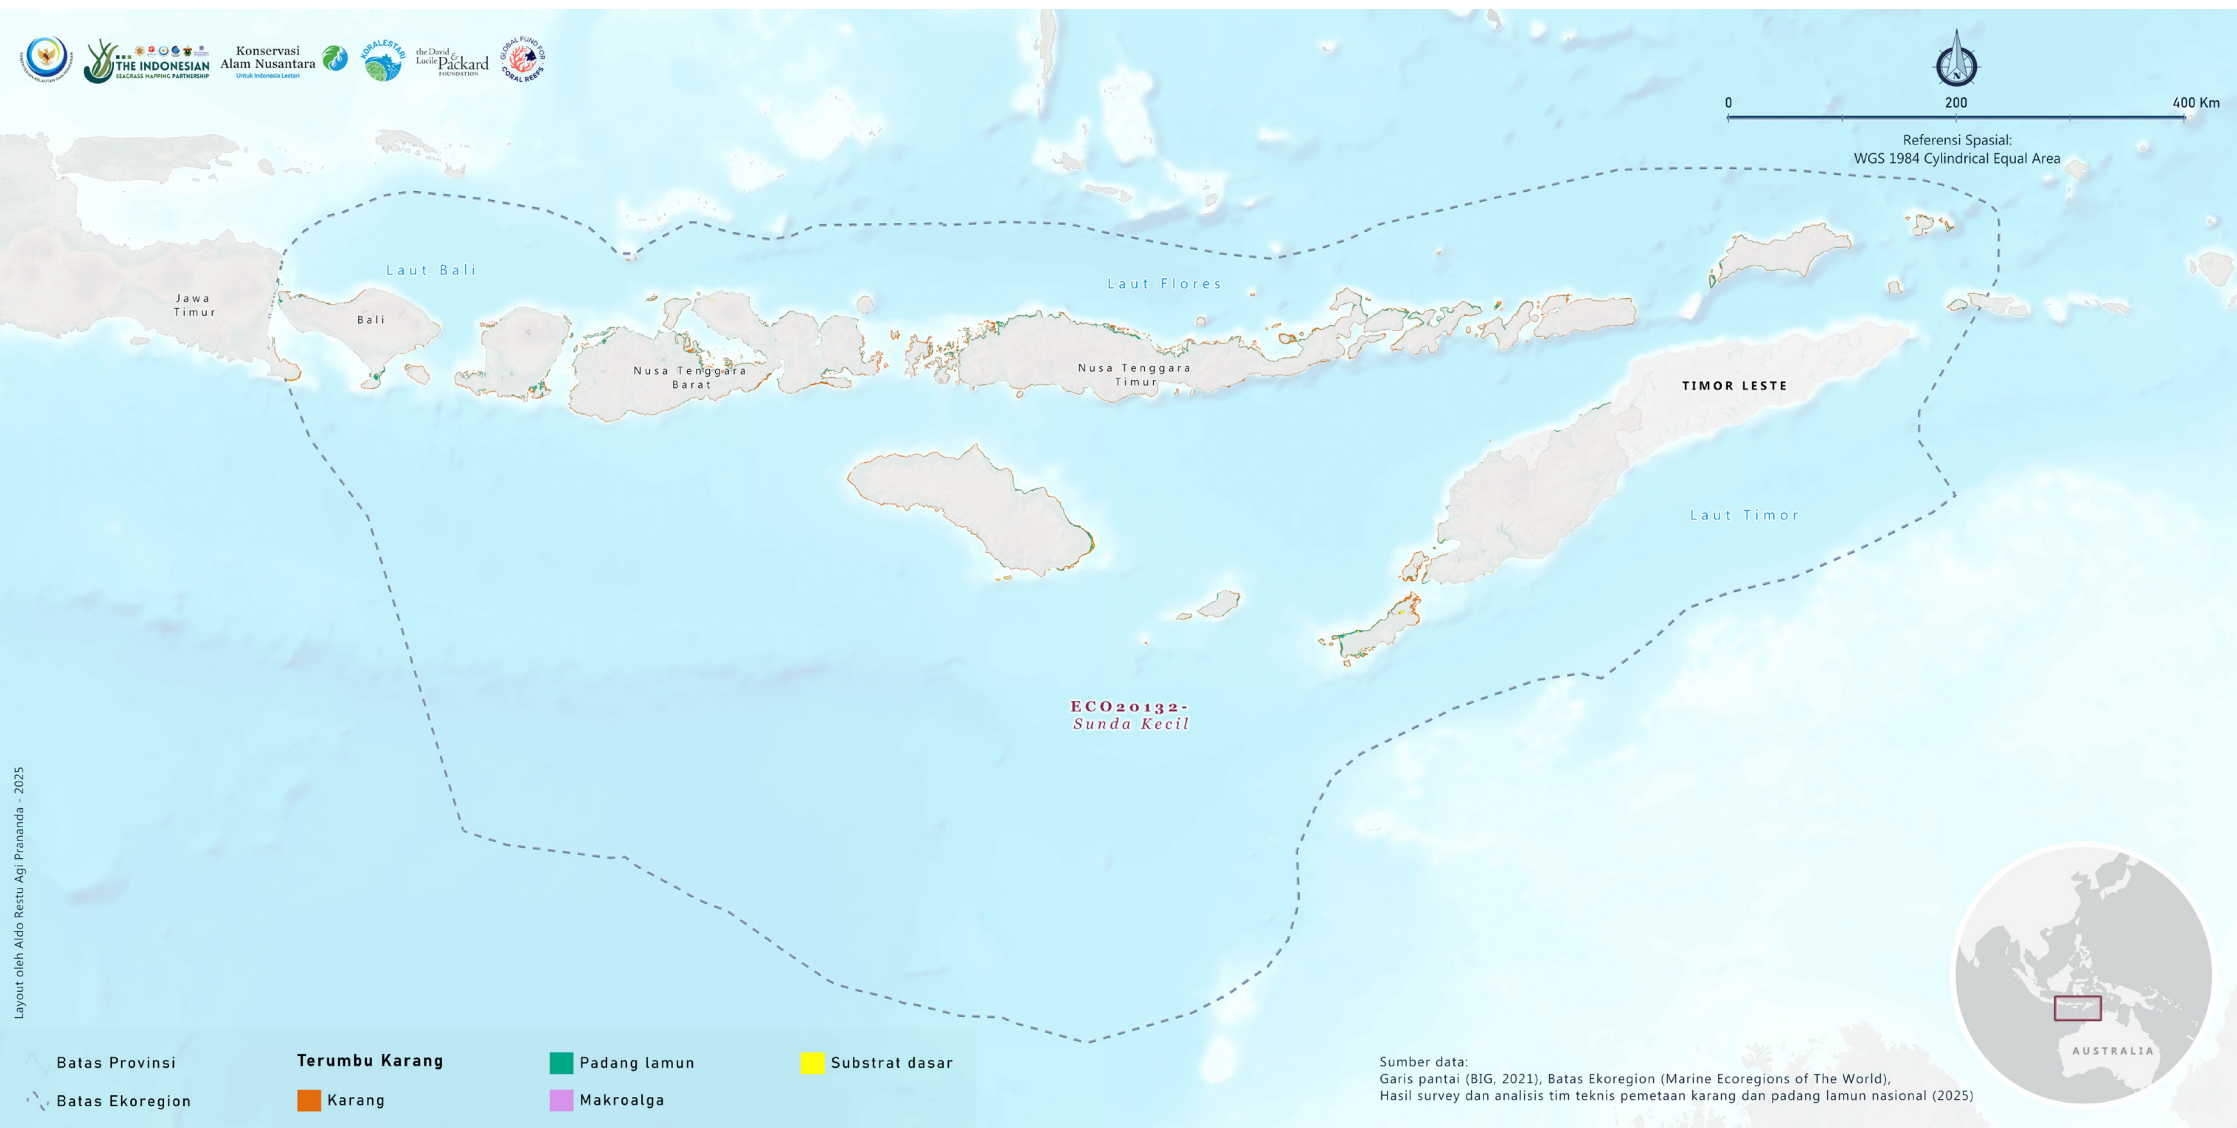 THE INDONESIAN
SEAGRASS MAPPING PARTNERSHIP
Konservasi
Alam Nusantara
Untuk Indonesia Lestari
KORALESTARI
the David &
Lucile Packard
FOUNDATION
GLOBAL FUND FOR
CORAL REEFS
N
0 200 400 Km
Referensi Spasial:
WGS 1984 Cylindrical Equal Area
Laut Bali
Laut Flores
Jawa
Timur
Bali
Nusa Tenggara
Barat
Nusa Tenggara
Timur
TIMOR LESTE
Laut Timor
ECO20132-
Sunda Kecil
Layout oleh Aldo Restu Agi Prananda - 2025
AUSTRALIA
Batas Provinsi
Batas Ekoregion
Terumbu Karang
Karang
Padang lamun
Makroalga
Substrat dasar
Sumber data:
Garis pantai (BIG, 2021), Batas Ekoregion (Marine Ecoregions of The World),
Hasil survey dan analisis tim teknis pemetaan karang dan padang lamun nasional (2025)